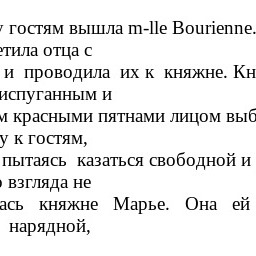 у гостям вышла m-lle Bourienne.
етила отца с
и проводила их к княжне. Кн
испуганным и
м красными пятнами лицом выб
у к гостям,
пытаясь казаться свободной и
о взгляда не
ась княжне Марье. Она ей
нарядной,